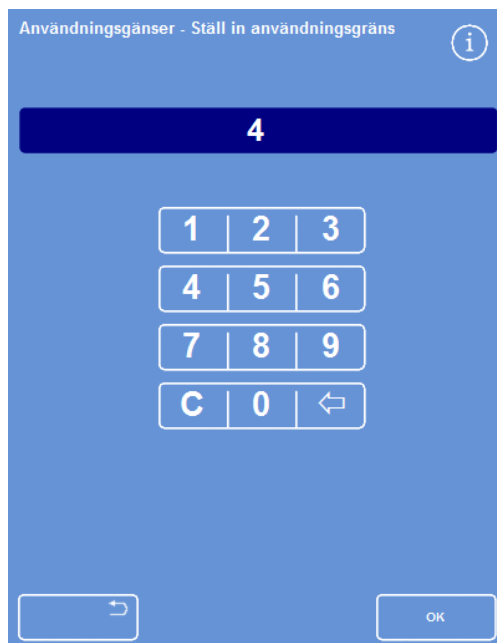 Användningsgänser - Ställ in användningsgräns
i
4
1 2 3
4 5 6
7 8 9
C 0
OK